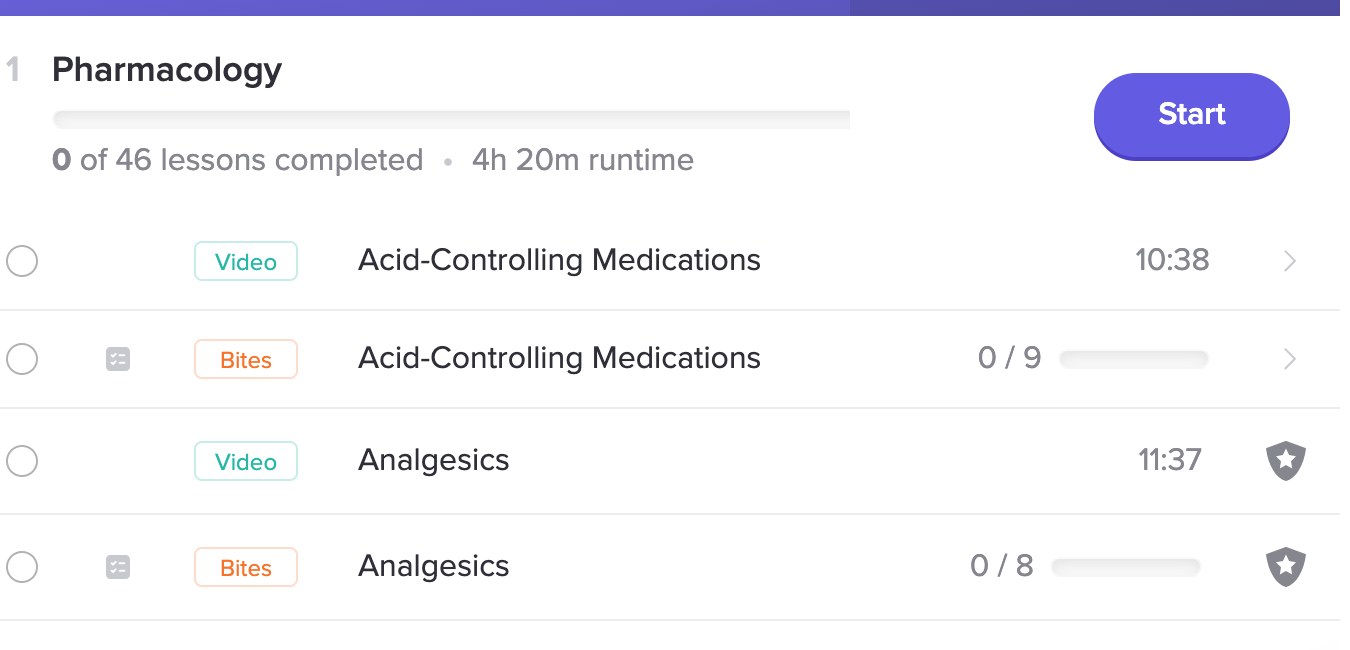 1 Pharmacology
Start
0 of 46 lessons completed • 4h 20m runtime
Video Acid-Controlling Medications 10:38
Bites Acid-Controlling Medications 0 / 9
Video Analgesics 11:37
Bites Analgesics 0 / 8